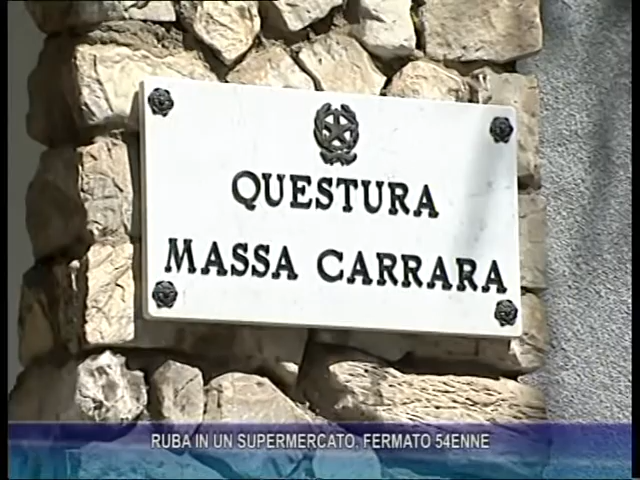 QUESTURA
MASSA CARRARA
RUBA IN UN SUPERMERCATO, FERMATO 54ENNE